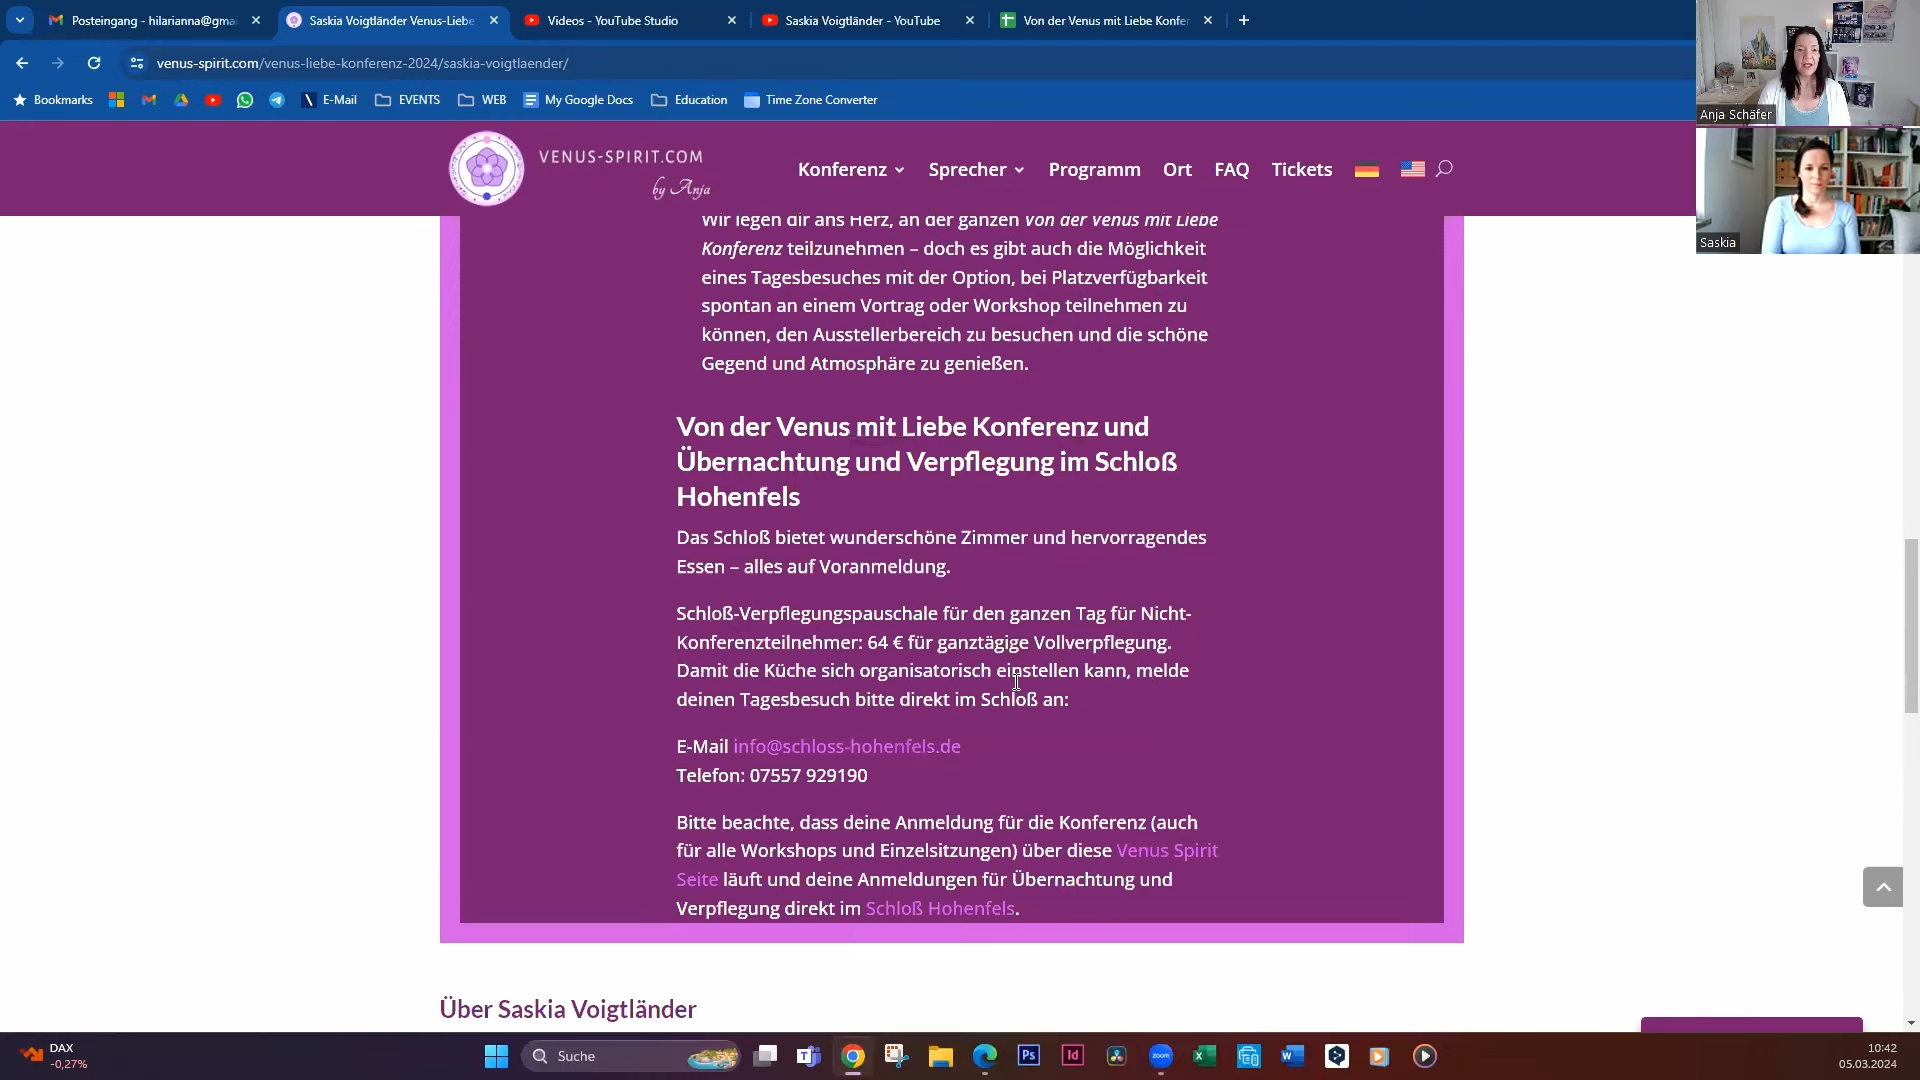 Posteingang - hilarianna@gma
Saskia Voigtländer Venus-Liebe
Videos - YouTube Studio
Saskia Voigtländer - YouTube
Von der Venus mit Liebe Konfer
venus-spirit.com/venus-liebe-konferenz-2024/saskia-voigtlaender/
Bookmarks
E-Mail
EVENTS
WEB
My Google Docs
Education
Time Zone Converter
Anja Schäfer
Saskia
VENUS-SPIRIT.COM
by Anja
Konferenz
Sprecher
Programm
Ort
FAQ
Tickets
Wir legen dir ans Herz, an der ganzen Von der Venus mit Liebe
Konferenz teilzunehmen – doch es gibt auch die Möglichkeit
eines Tagesbesuches mit der Option, bei Platzverfügbarkeit
spontan an einem Vortrag oder Workshop teilnehmen zu
können, den Ausstellerbereich zu besuchen und die schöne
Gegend und Atmosphäre zu genießen.
Von der Venus mit Liebe Konferenz und
Übernachtung und Verpflegung im Schloß
Hohenfels
Das Schloß bietet wunderschöne Zimmer und hervorragendes
Essen – alles auf Voranmeldung.
Schloß-Verpflegungspauschale für den ganzen Tag für Nicht-
Konferenzteilnehmer: 64 € für ganztägige Vollverpflegung.
Damit die Küche sich organisatorisch einstellen kann, melde
deinen Tagesbesuch bitte direkt im Schloß an:
E-Mail info@schloss-hohenfels.de
Telefon: 07557 929190
Bitte beachte, dass deine Anmeldung für die Konferenz (auch
für alle Workshops und Einzelsitzungen) über diese Venus Spirit
Seite läuft und deine Anmeldungen für Übernachtung und
Verpflegung direkt im Schloß Hohenfels.
Über Saskia Voigtländer
DAX
-0,27%
Suche
Ps
Id
zoom
10:42
05.03.2024